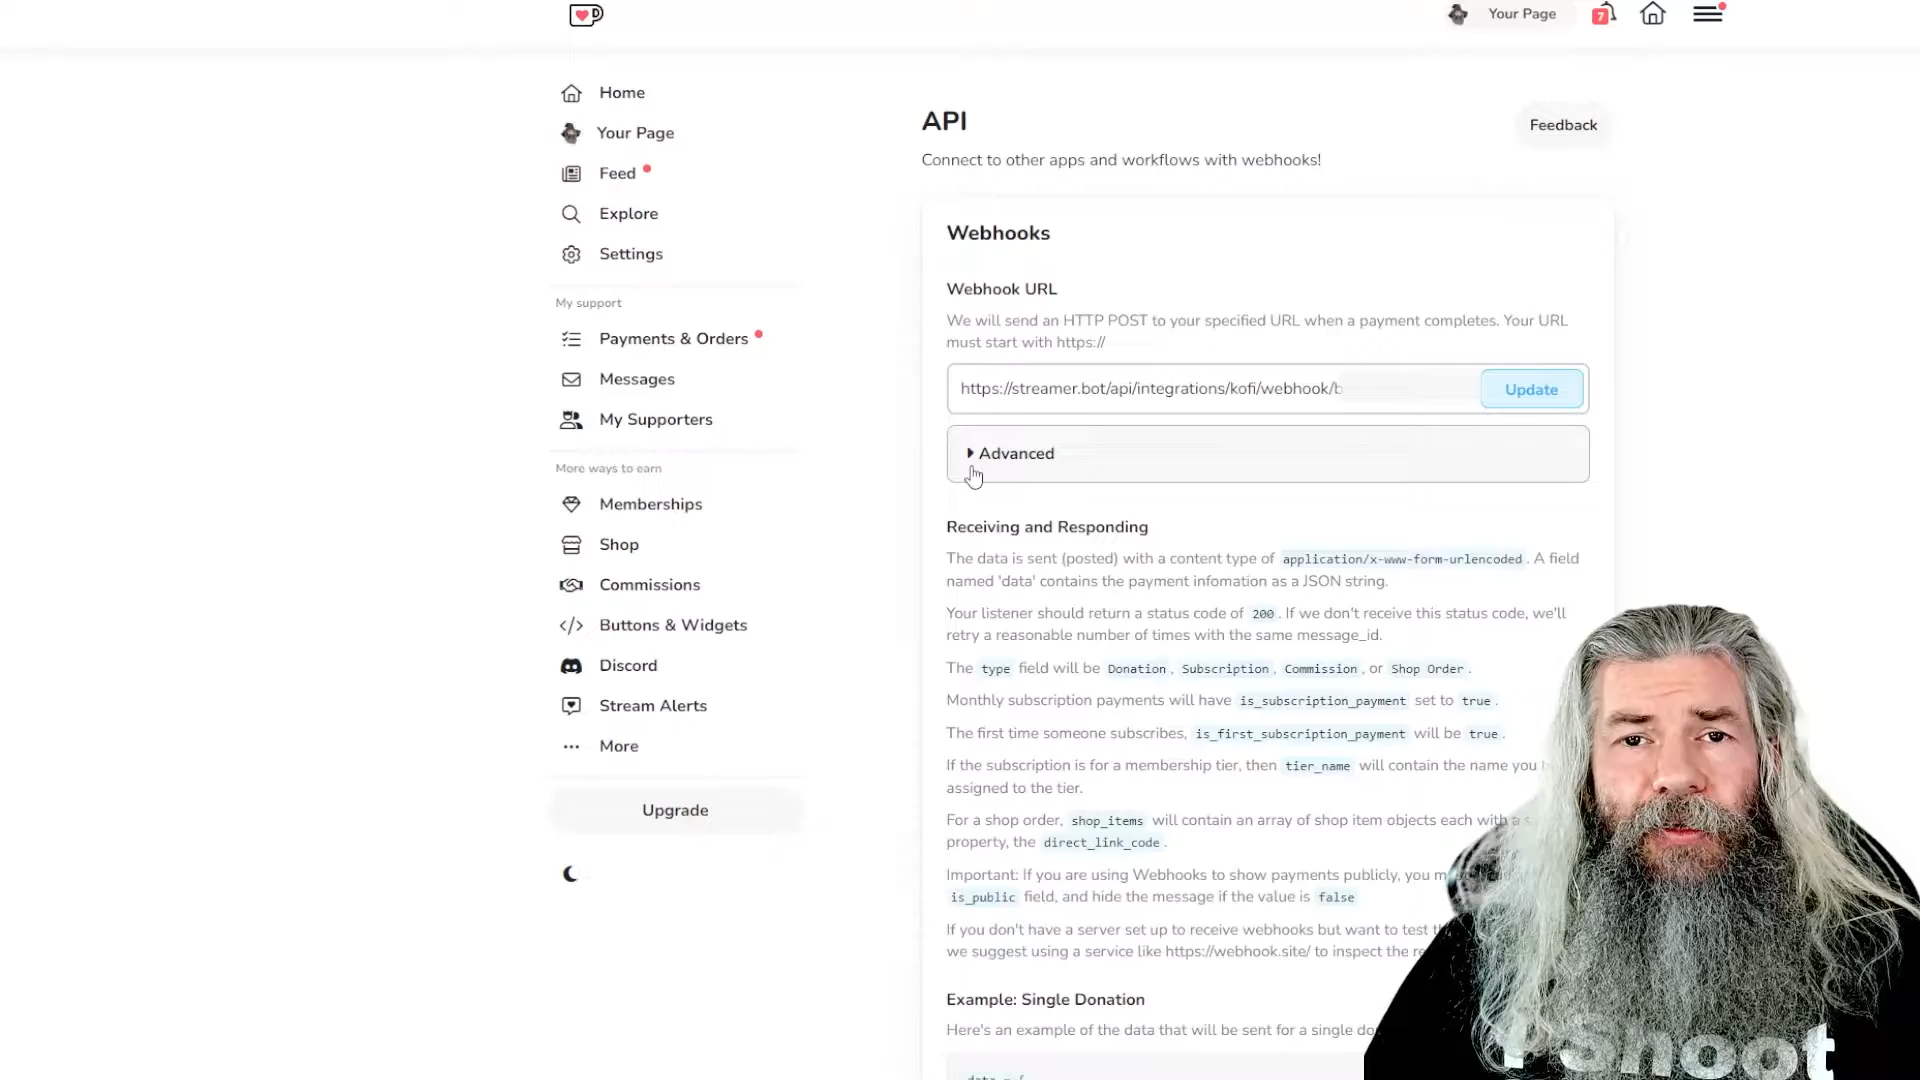 D
Your Page
7
Home
Your Page
Feed
Explore
Settings
My support
Payments & Orders
Messages
My Supporters
More ways to earn
Memberships
Shop
Commissions
Buttons & Widgets
Discord
Stream Alerts
More
Upgrade
API
Feedback
Connect to other apps and workflows with webhooks!
Webhooks
Webhook URL
We will send an HTTP POST to your specified URL when a payment completes. Your URL
must start with https://
https://streamer.bot/api/integrations/kofi/webhook/b
Update
Advanced
Receiving and Responding
The data is sent (posted) with a content type of application/x-www-form-urlencoded. A field
named 'data' contains the payment infomation as a JSON string.
Your listener should return a status code of 200. If we don't receive this status code, we'll
retry a reasonable number of times with the same message_id.
The type field will be Donation, Subscription, Commission, or Shop Order.
Monthly subscription payments will have is_subscription_payment set to true.
The first time someone subscribes, is_first_subscription_payment will be true.
If the subscription is for a membership tier, then tier_name will contain the name you
assigned to the tier.
For a shop order, shop_items will contain an array of shop item objects each with a
property, the direct_link_code.
Important: If you are using Webhooks to show payments publicly, you
is_public field, and hide the message if the value is false
If you don't have a server set up to receive webhooks but want to test
we suggest using a service like https://webhook.site/ to inspect the
Example: Single Donation
Here's an example of the data that will be sent for a single
data = {
I Shoot